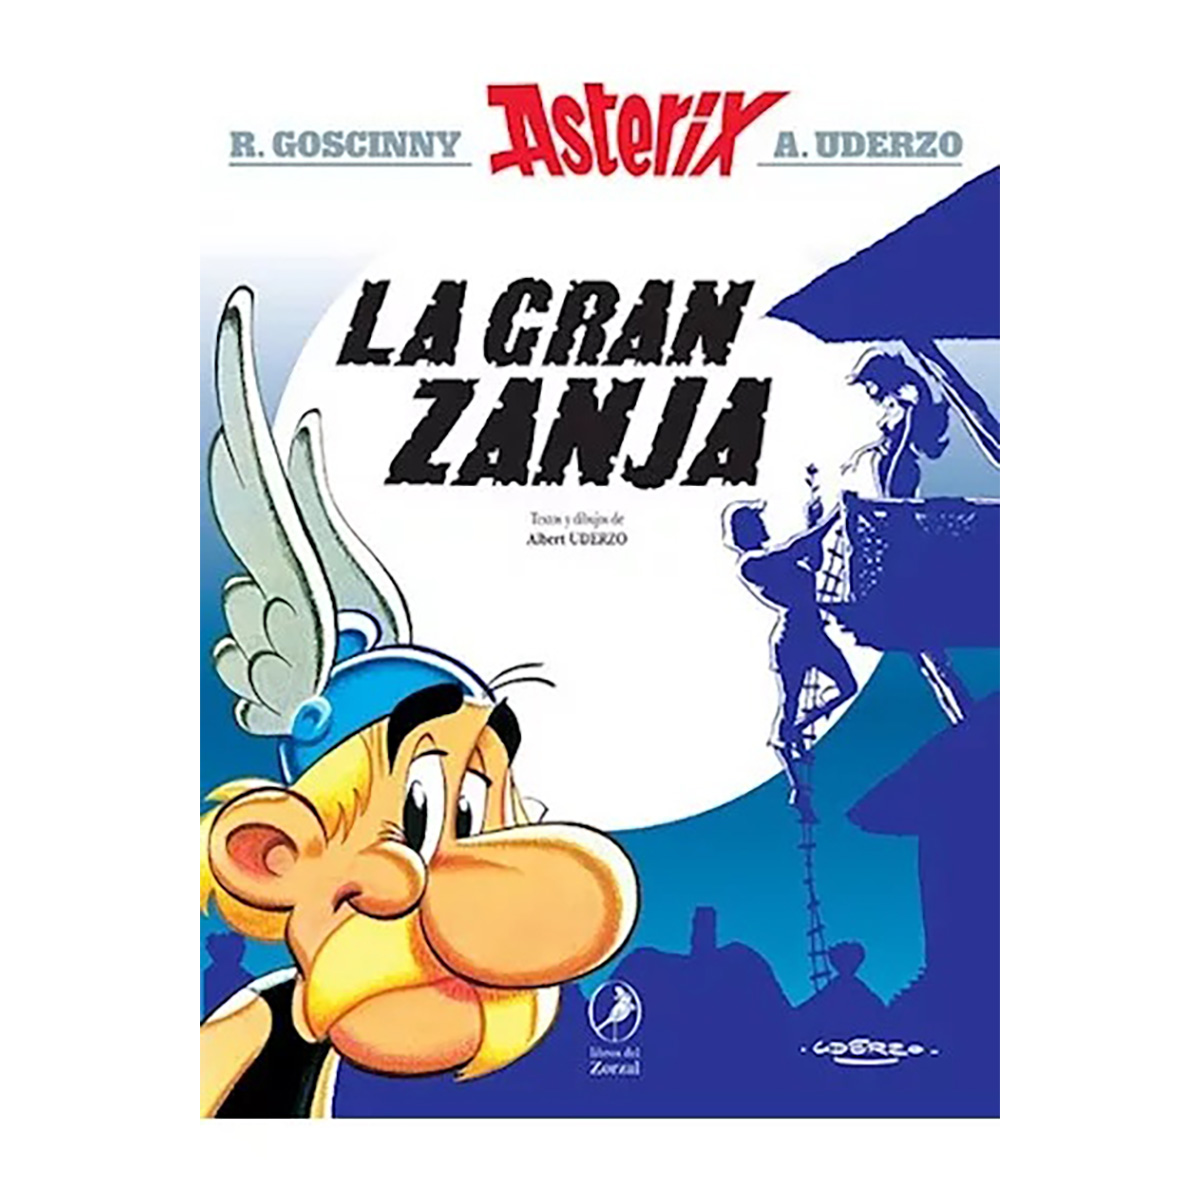 Asterix
R. GOSCINNY
A. UDERZO
LA GRAN
ZANJA
Textos y dibujos de
Albert UDERZO
libros del
Zorzal
·UDERZO·